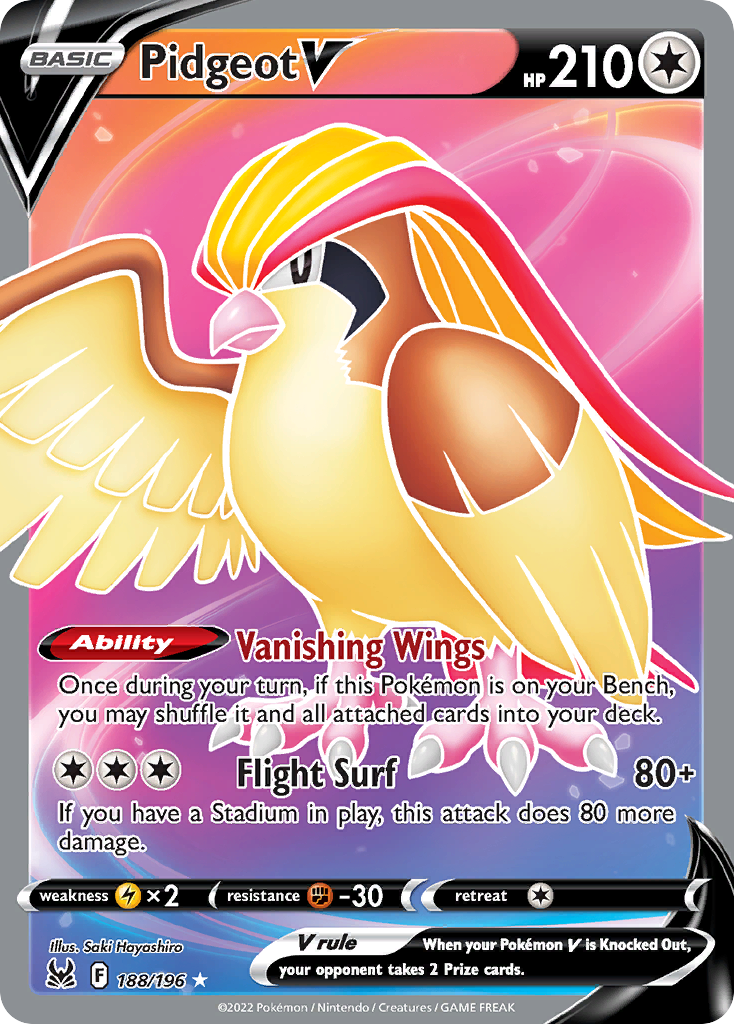 BASIC Pidgeot V HP 210
Ability Vanishing Wings
Once during your turn, if this Pokémon is on your Bench,
you may shuffle it and all attached cards into your deck.
Flight Surf 80+
If you have a Stadium in play, this attack does 80 more
damage.
weakness ×2 resistance -30 retreat
Illus. Saki Hayashiro
V rule When your Pokémon V is Knocked Out,
your opponent takes 2 Prize cards.
F 188/196
©2022 Pokémon / Nintendo / Creatures / GAME FREAK